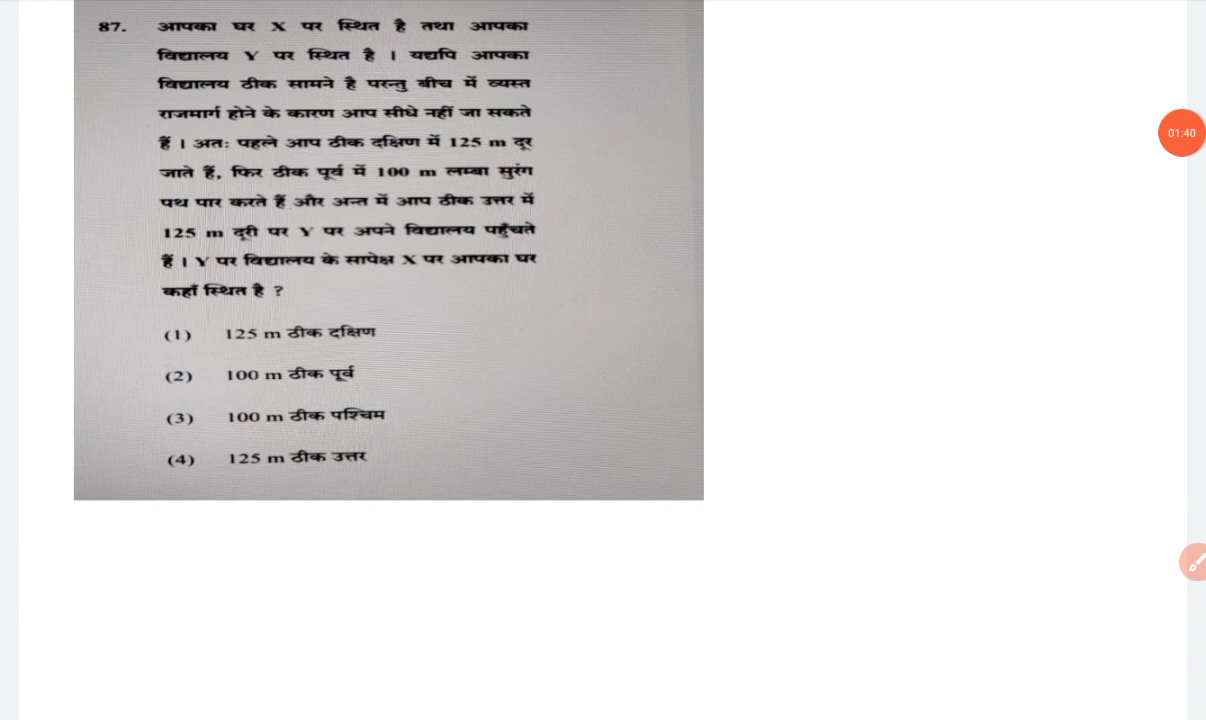 87. आपका घर X पर स्थित है तथा आपका
विद्यालय Y पर स्थित है । यद्यपि आपका
विद्यालय ठीक सामने है परन्तु बीच में व्यस्त
राजमार्ग होने के कारण आप सीधे नहीं जा सकते
हैं । अतः पहले आप ठीक दक्षिण में 125 m दूर
जाते हैं, फिर ठीक पूर्व में 100 m लम्बा सुरंग
पथ पार करते हैं और अन्त में आप ठीक उत्तर में
125 m दूरी पर Y पर अपने विद्यालय पहुँचते
हैं । Y पर विद्यालय के सापेक्ष X पर आपका घर
कहाँ स्थित है ?
(1) 125 m ठीक दक्षिण
(2) 100 m ठीक पूर्व
(3) 100 m ठीक पश्चिम
(4) 125 m ठीक उत्तर
01:40